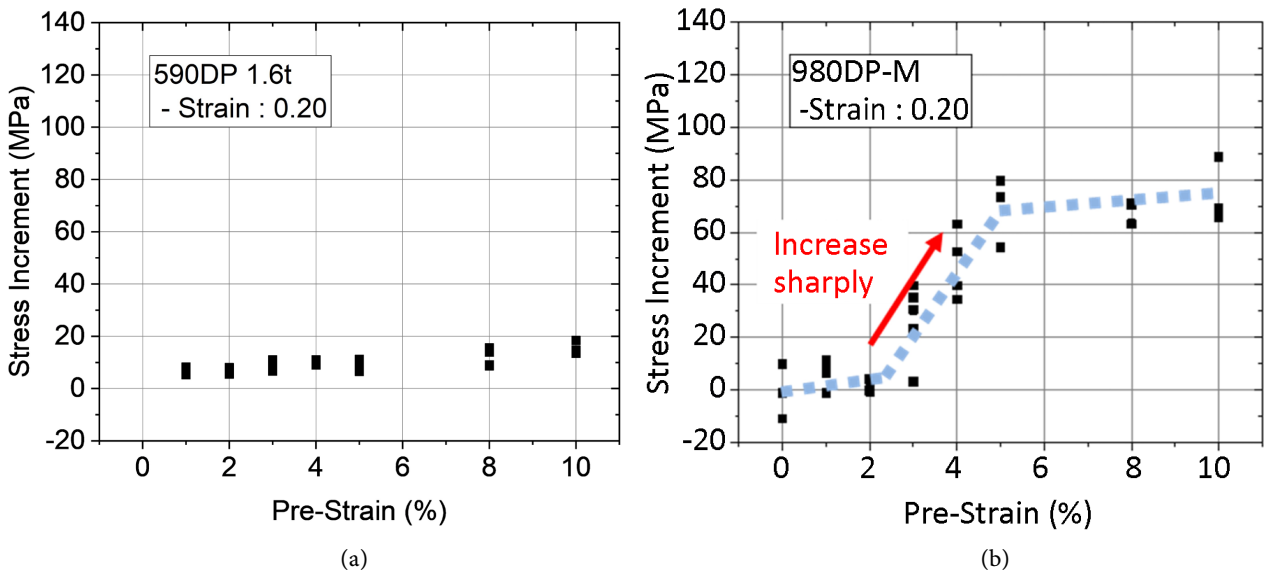 140
120
100
80
60
40
20
0
-20
Stress Increment (MPa)
590DP 1.6t
- Strain : 0.20
0 2 4 6 8 10
Pre-Strain (%)
(a)
140
120
100
80
60
40
20
0
-20
Stress Increment (MPa)
980DP-M
-Strain : 0.20
Increase
sharply
0 2 4 6 8 10
Pre-Strain (%)
(b)